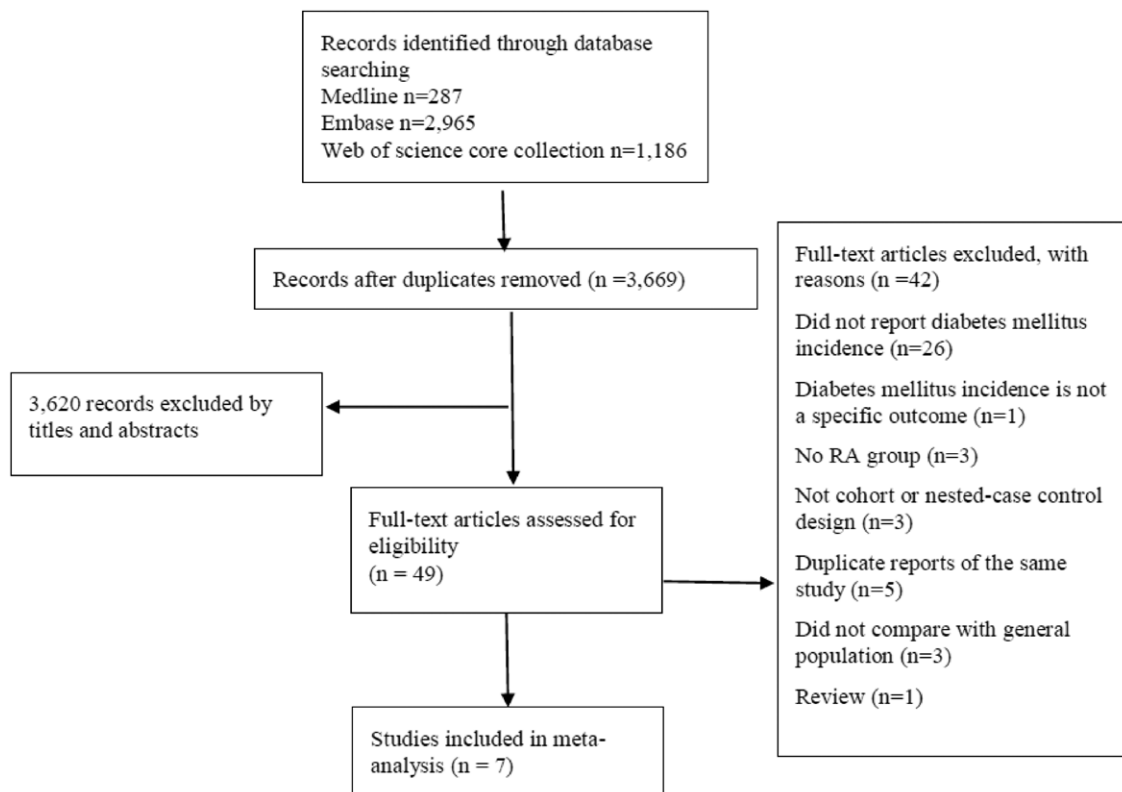 Records identified through database
searching
Medline n=287
Embase n=2,965
Web of science core collection n=1,186
Records after duplicates removed (n =3,669)
3,620 records excluded by
titles and abstracts
Full-text articles assessed for
eligibility
(n = 49)
Full-text articles excluded, with
reasons (n =42)
Did not report diabetes mellitus
incidence (n=26)
Diabetes mellitus incidence is not
a specific outcome (n=1)
No RA group (n=3)
Not cohort or nested-case control
design (n=3)
Duplicate reports of the same
study (n=5)
Did not compare with general
population (n=3)
Review (n=1)
Studies included in meta-
analysis (n = 7)